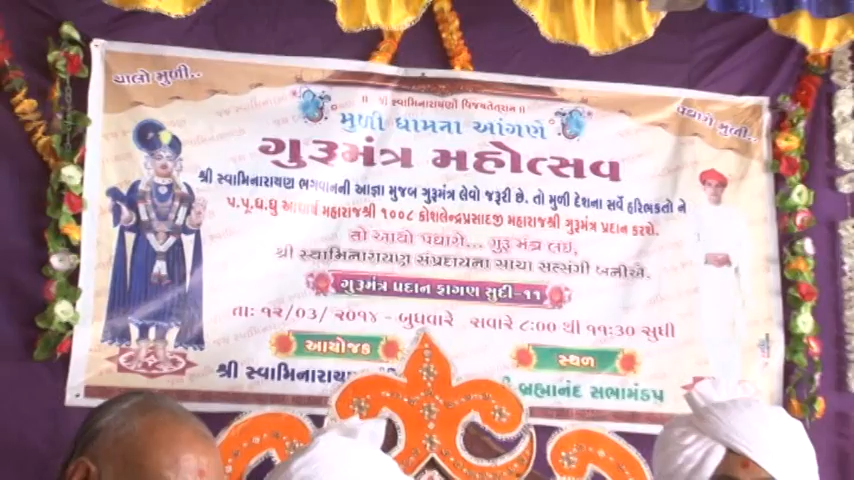 ચાલો મુળી...
પધારો મુળી...
॥ શ્રી સ્વામિનારાયણો વિજયતેતરામ્ ॥
મુળી ધામના આંગણે
ગુરૂમંત્ર મહોત્સવ
શ્રી સ્વામિનારાયણ ભગવાનની આજ્ઞા મુજબ ગુરૂમંત્ર લેવો જરૂરી છે. તો મુળી દેશના સર્વે હરિભક્તો ને
પ.પૂ.ધ.ધુ આચાર્ય મહારાજશ્રી ૧૦૦૮ કોશલેન્દ્રપ્રસાદજી મહારાજશ્રી ગુરૂમંત્ર પ્રદાન કરશે.
તો આવો પધારો... ગુરૂ મંત્ર લઇ,
શ્રી સ્વામિનારાયણ સંપ્રદાયના સાચા સત્સંગી બનીએ.
ગુરૂમંત્ર પ્રદાન ફાગણ સુદી-૧૧
તા: ૧૨/૦૩/૨૦૧૪ - બુધવારે સવારે ૮:૦૦ થી ૧૧:૩૦ સુધી
આયોજક
સ્થળ
શ્રી સ્વામિનારાયણ
શ્રી બ્રહ્માનંદ સભામંડપ